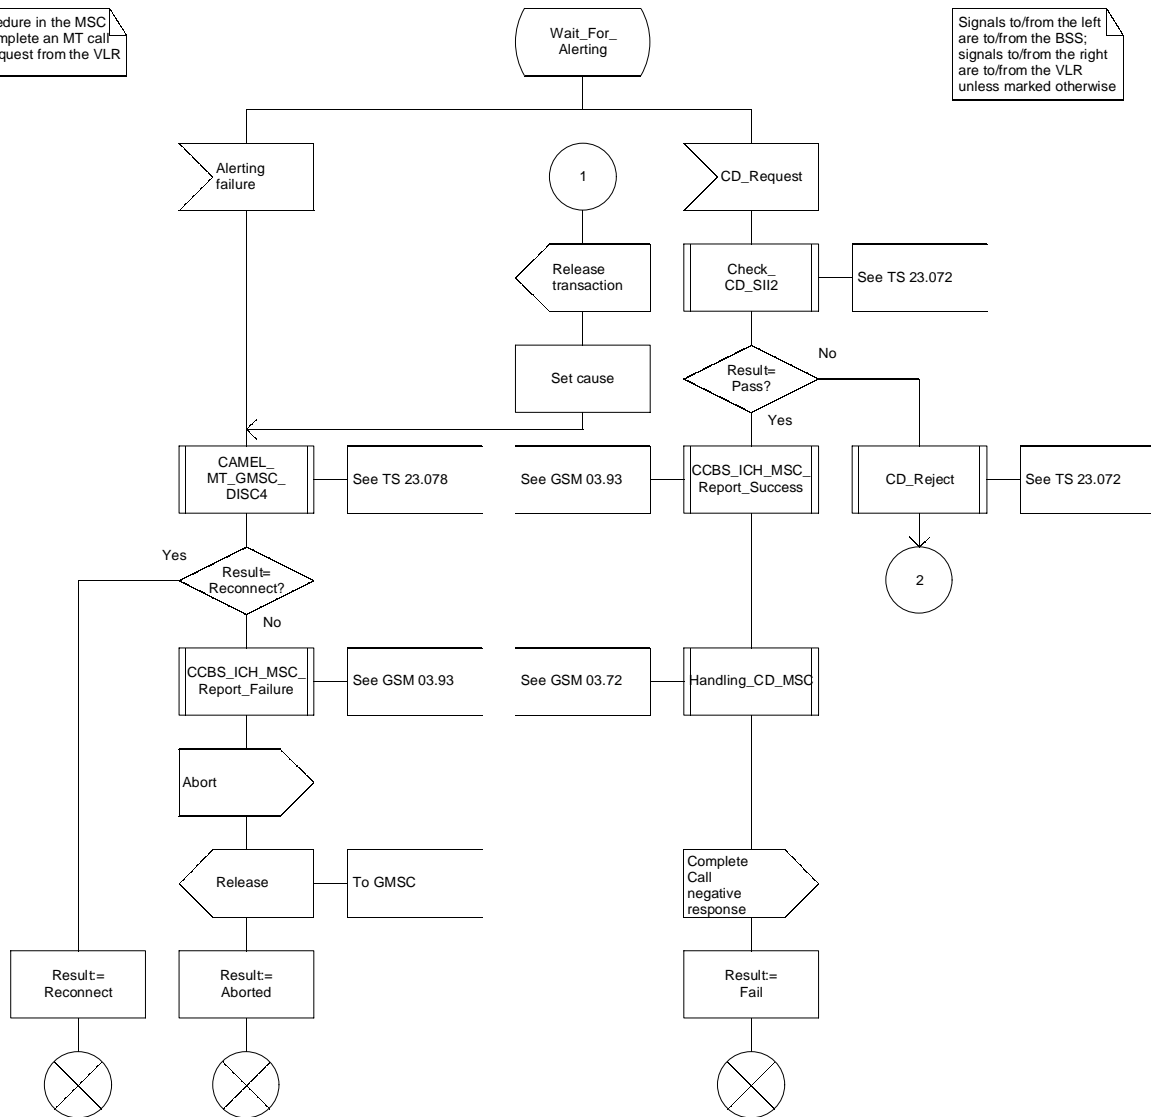 edure in the MSC
mplete an MT call
quest from the VLR
Wait_For_
Alerting
Signals to/from the left
are to/from the BSS;
signals to/from the right
are to/from the VLR
unless marked otherwise
Alerting
failure
1
CD_Request
Release
transaction
Check_
CD_SII2
See TS 23.072
Set cause
Result=
Pass?
No
Yes
CAMEL_
MT_GMSC_
DISC4
See TS 23.078
See GSM 03.93
CCBS_ICH_MSC_
Report_Success
CD_Reject
See TS 23.072
Yes
Result=
Reconnect?
No
2
CCBS_ICH_MSC_
Report_Failure
See GSM 03.93
See GSM 03.72
Handling_CD_MSC
Abort
Release
To GMSC
Complete
Call
negative
response
Result:=
Reconnect
Result:=
Aborted
Result:=
Fail